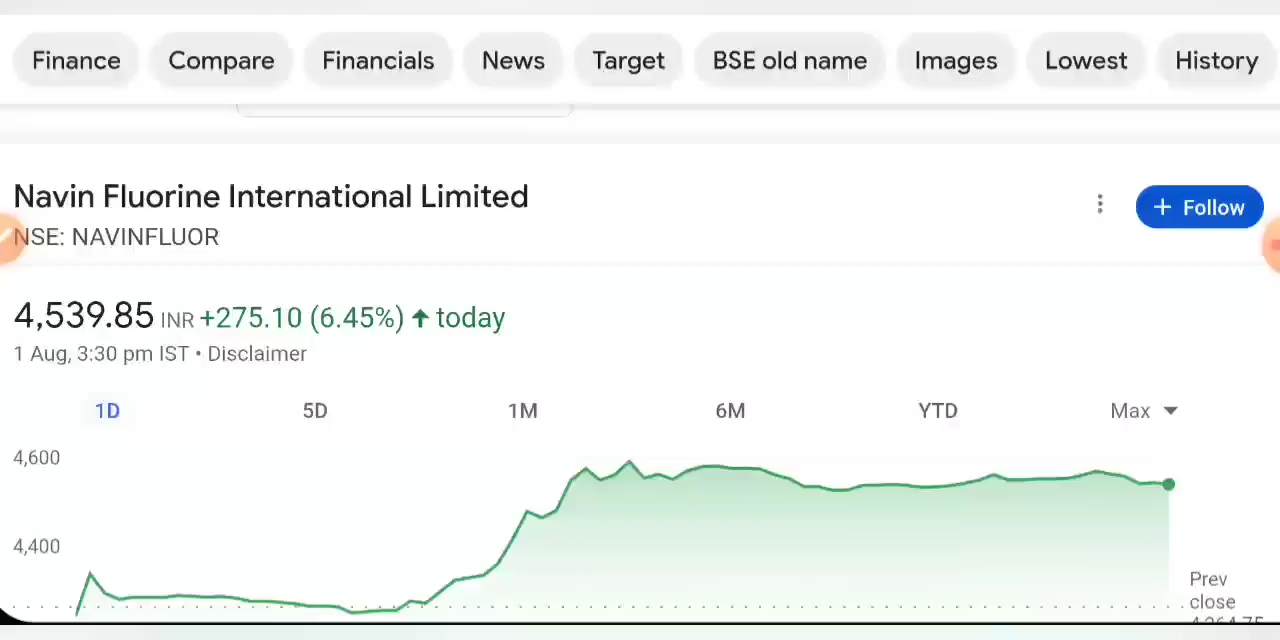 Finance Compare Financials News Target BSE old name Images Lowest History
Navin Fluorine International Limited
+ Follow
NSE: NAVINFLUOR
4,539.85 INR +275.10 (6.45%) ↑ today
1 Aug, 3:30 pm IST • Disclaimer
1D 5D 1M 6M YTD Max
4,600
4,400
Prev
close